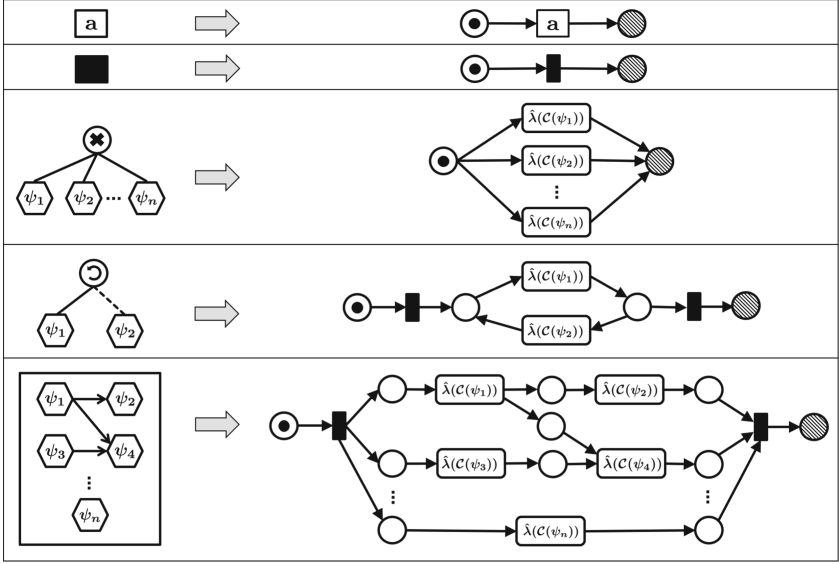 a a
λ̂(𝒞(ψ₁))
λ̂(𝒞(ψ₂))
ψ₁ ψ₂ ··· ψₙ
⋮
λ̂(𝒞(ψₙ))
λ̂(𝒞(ψ₁))
ψ₁ ψ₂ λ̂(𝒞(ψ₂))
ψ₁ ψ₂ λ̂(𝒞(ψ₁)) λ̂(𝒞(ψ₂))
ψ₃ ψ₄ λ̂(𝒞(ψ₃)) λ̂(𝒞(ψ₄))
⋮ ⋮ ⋮
ψₙ λ̂(𝒞(ψₙ))